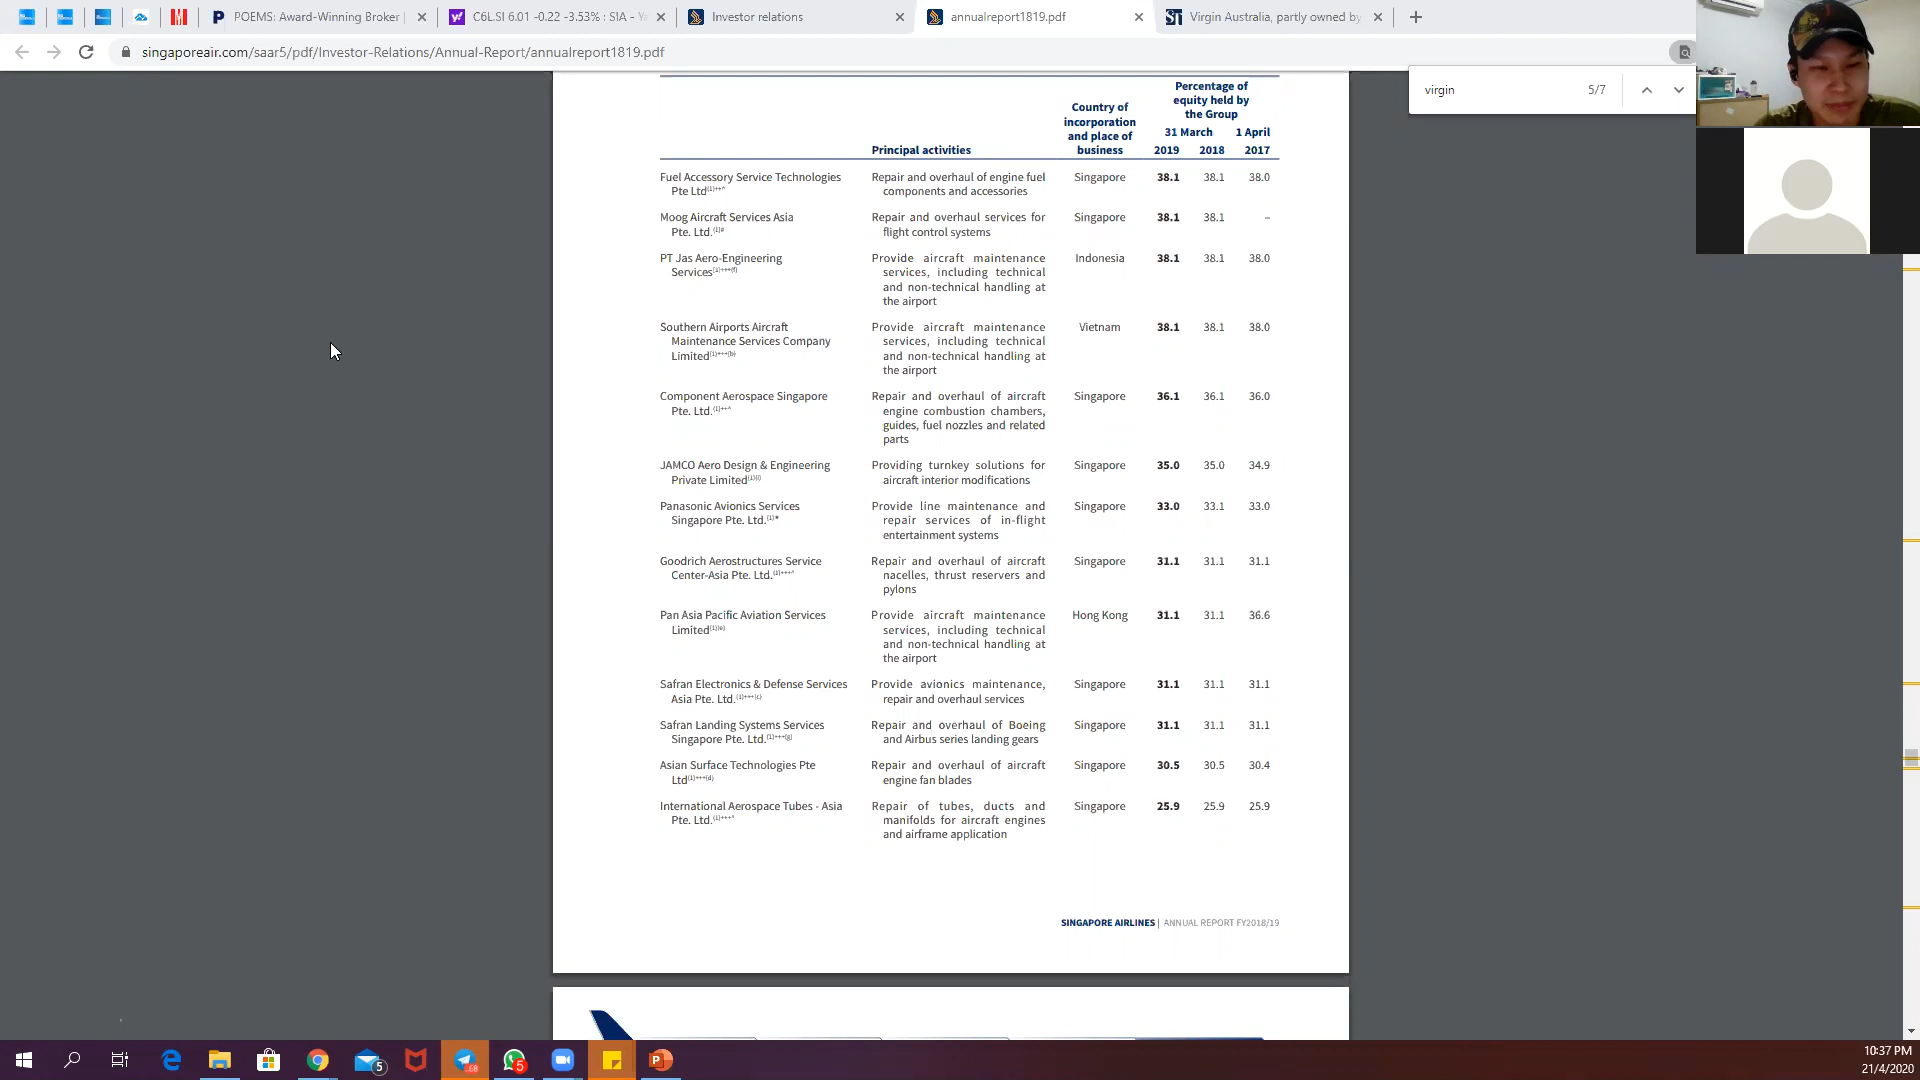 POEMS: Award-Winning Broker
C6L.SI 6.01 -0.22 -3.53% : SIA - Y
Investor relations
annualreport1819.pdf
Virgin Australia, partly owned by
singaporeair.com/saar5/pdf/Investor-Relations/Annual-Report/annualreport1819.pdf
virgin 5/7
Percentage of
equity held by
the Group
Country of
incorporation
and place of
business
31 March 1 April
Principal activities 2019 2018 2017
Fuel Accessory Service Technologies Repair and overhaul of engine fuel Singapore 38.1 38.1 38.0
Pte Ltd components and accessories
Moog Aircraft Services Asia Repair and overhaul services for Singapore 38.1 38.1 –
Pte. Ltd. flight control systems
PT Jas Aero-Engineering Provide aircraft maintenance Indonesia 38.1 38.1 38.0
Services services, including technical
and non-technical handling at
the airport
Southern Airports Aircraft Provide aircraft maintenance Vietnam 38.1 38.1 38.0
Maintenance Services Company services, including technical
Limited and non-technical handling at
the airport
Component Aerospace Singapore Repair and overhaul of aircraft Singapore 36.1 36.1 36.0
Pte. Ltd. engine combustion chambers,
guides, fuel nozzles and related
parts
JAMCO Aero Design & Engineering Providing turnkey solutions for Singapore 35.0 35.0 34.9
Private Limited aircraft interior modifications
Panasonic Avionics Services Provide line maintenance and Singapore 33.0 33.1 33.0
Singapore Pte. Ltd. repair services of in-flight
entertainment systems
Goodrich Aerostructures Service Repair and overhaul of aircraft Singapore 31.1 31.1 31.1
Center-Asia Pte. Ltd. nacelles, thrust reservers and
pylons
Pan Asia Pacific Aviation Services Provide aircraft maintenance Hong Kong 31.1 31.1 36.6
Limited services, including technical
and non-technical handling at
the airport
Safran Electronics & Defense Services Provide avionics maintenance, Singapore 31.1 31.1 31.1
Asia Pte. Ltd. repair and overhaul services
Safran Landing Systems Services Repair and overhaul of Boeing Singapore 31.1 31.1 31.1
Singapore Pte. Ltd. and Airbus series landing gears
Asian Surface Technologies Pte Repair and overhaul of aircraft Singapore 30.5 30.5 30.4
Ltd engine fan blades
International Aerospace Tubes - Asia Repair of tubes, ducts and Singapore 25.9 25.9 25.9
Pte. Ltd. manifolds for aircraft engines
and airframe application
SINGAPORE AIRLINES | ANNUAL REPORT FY2018/19
10:37 PM
21/4/2020